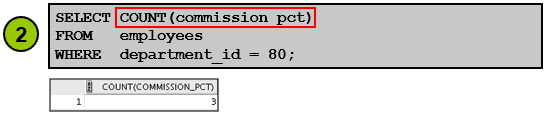 2
SELECT COUNT(commission pct)
FROM employees
WHERE department_id = 80;
COUNT(COMMISSION_PCT)
1 3